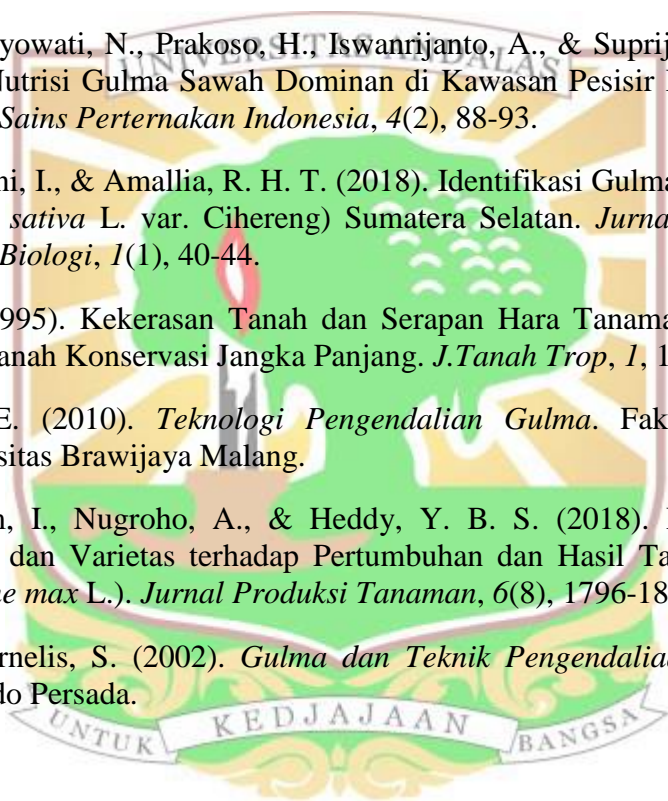 yowati, N., Prakoso, H., Iswanrijanto, A., & Suprij
UNIVERSITAS ANDALAS
Nutrisi Gulma Sawah Dominan di Kawasan Pesisir
Sains Perternakan Indonesia, 4(2), 88-93.
ni, I., & Amallia, R. H. T. (2018). Identifikasi Gulma
sativa L. var. Cihereng) Sumatera Selatan. Jurna
Biologi, 1(1), 40-44.
995). Kekerasan Tanah dan Serapan Hara Tanama
anah Konservasi Jangka Panjang. J.Tanah Trop, 1, 1
E. (2010). Teknologi Pengendalian Gulma. Fak
sitas Brawijaya Malang.
n, I., Nugroho, A., & Heddy, Y. B. S. (2018).
dan Varietas terhadap Pertumbuhan dan Hasil Ta
e max L.). Jurnal Produksi Tanaman, 6(8), 1796-18
rnelis, S. (2002). Gulma dan Teknik Pengendalia
do Persada.
UNTUK KEDJAJAAN BANGSA